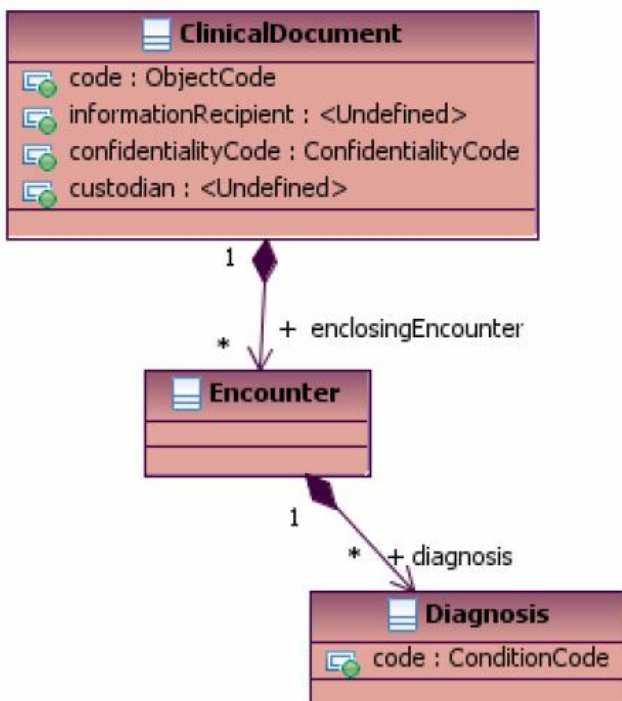 ClinicalDocument
code : ObjectCode
informationRecipient : <Undefined>
confidentialityCode : ConfidentialityCode
custodian : <Undefined>
1
+ enclosingEncounter
*
Encounter
1
* + diagnosis
Diagnosis
code : ConditionCode